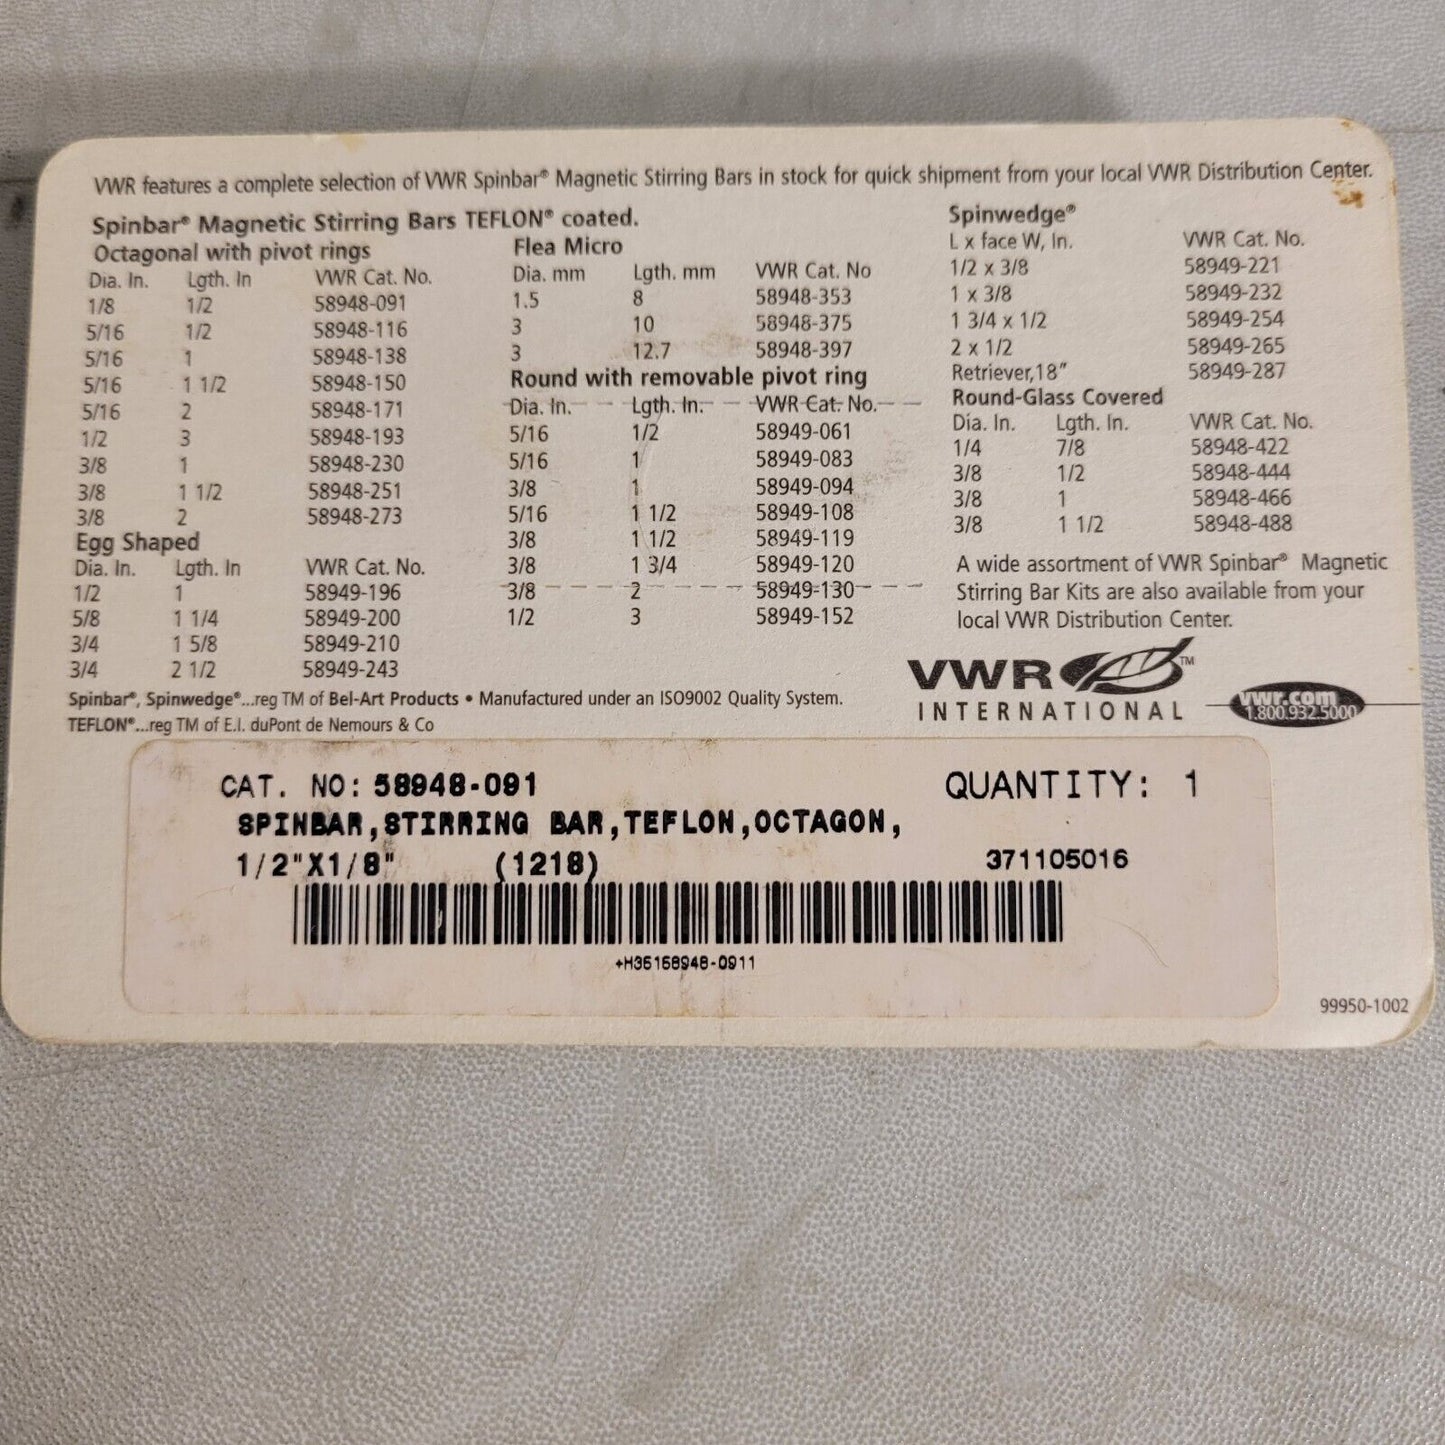 VWR features a complete selection of VWR Spinbar® Magnetic Stirring Bars in stock for quick shipment from your local VWR Distribution Center.
Spinbar® Magnetic Stirring Bars TEFLON® coated.
Octagonal with pivot rings
Dia. In. Lgth. In VWR Cat. No.
1/8 1/2 58948-091
5/16 1/2 58948-116
5/16 1 58948-138
5/16 1 1/2 58948-150
5/16 2 58948-171
1/2 3 58948-193
3/8 1 58948-230
3/8 1 1/2 58948-251
3/8 2 58948-273
Egg Shaped
Dia. In. Lgth. In VWR Cat. No.
1/2 1 58949-196
5/8 1 1/4 58949-200
3/4 1 5/8 58949-210
3/4 2 1/2 58949-243
Flea Micro
Dia. mm Lgth. mm VWR Cat. No
1.5 8 58948-353
3 10 58948-375
3 12.7 58948-397
Round with removable pivot ring
Dia. In. Lgth. In. VWR Cat. No.
5/16 1/2 58949-061
5/16 1 58949-083
3/8 1 58949-094
5/16 1 1/2 58949-108
3/8 1 1/2 58949-119
3/8 1 3/4 58949-120
3/8 2 58949-130
1/2 3 58949-152
Spinwedge®
L x face W, In. VWR Cat. No.
1/2 x 3/8 58949-221
1 x 3/8 58949-232
1 3/4 x 1/2 58949-254
2 x 1/2 58949-265
Retriever,18" 58949-287
Round-Glass Covered
Dia. In. Lgth. In. VWR Cat. No.
1/4 7/8 58948-422
3/8 1/2 58948-444
3/8 1 58948-466
3/8 1 1/2 58948-488
A wide assortment of VWR Spinbar® Magnetic
Stirring Bar Kits are also available from your
local VWR Distribution Center.
Spinbar®, Spinwedge®...reg TM of Bel-Art Products • Manufactured under an ISO9002 Quality System.
TEFLON®...reg TM of E.I. duPont de Nemours & Co
VWR ™
INTERNATIONAL
vwr.com
1.800.932.5000
CAT. NO: 58948-091 QUANTITY: 1
SPINBAR,STIRRING BAR,TEFLON,OCTAGON,
1/2"X1/8" (1218) 371105016
+H35158948-0911
99950-1002